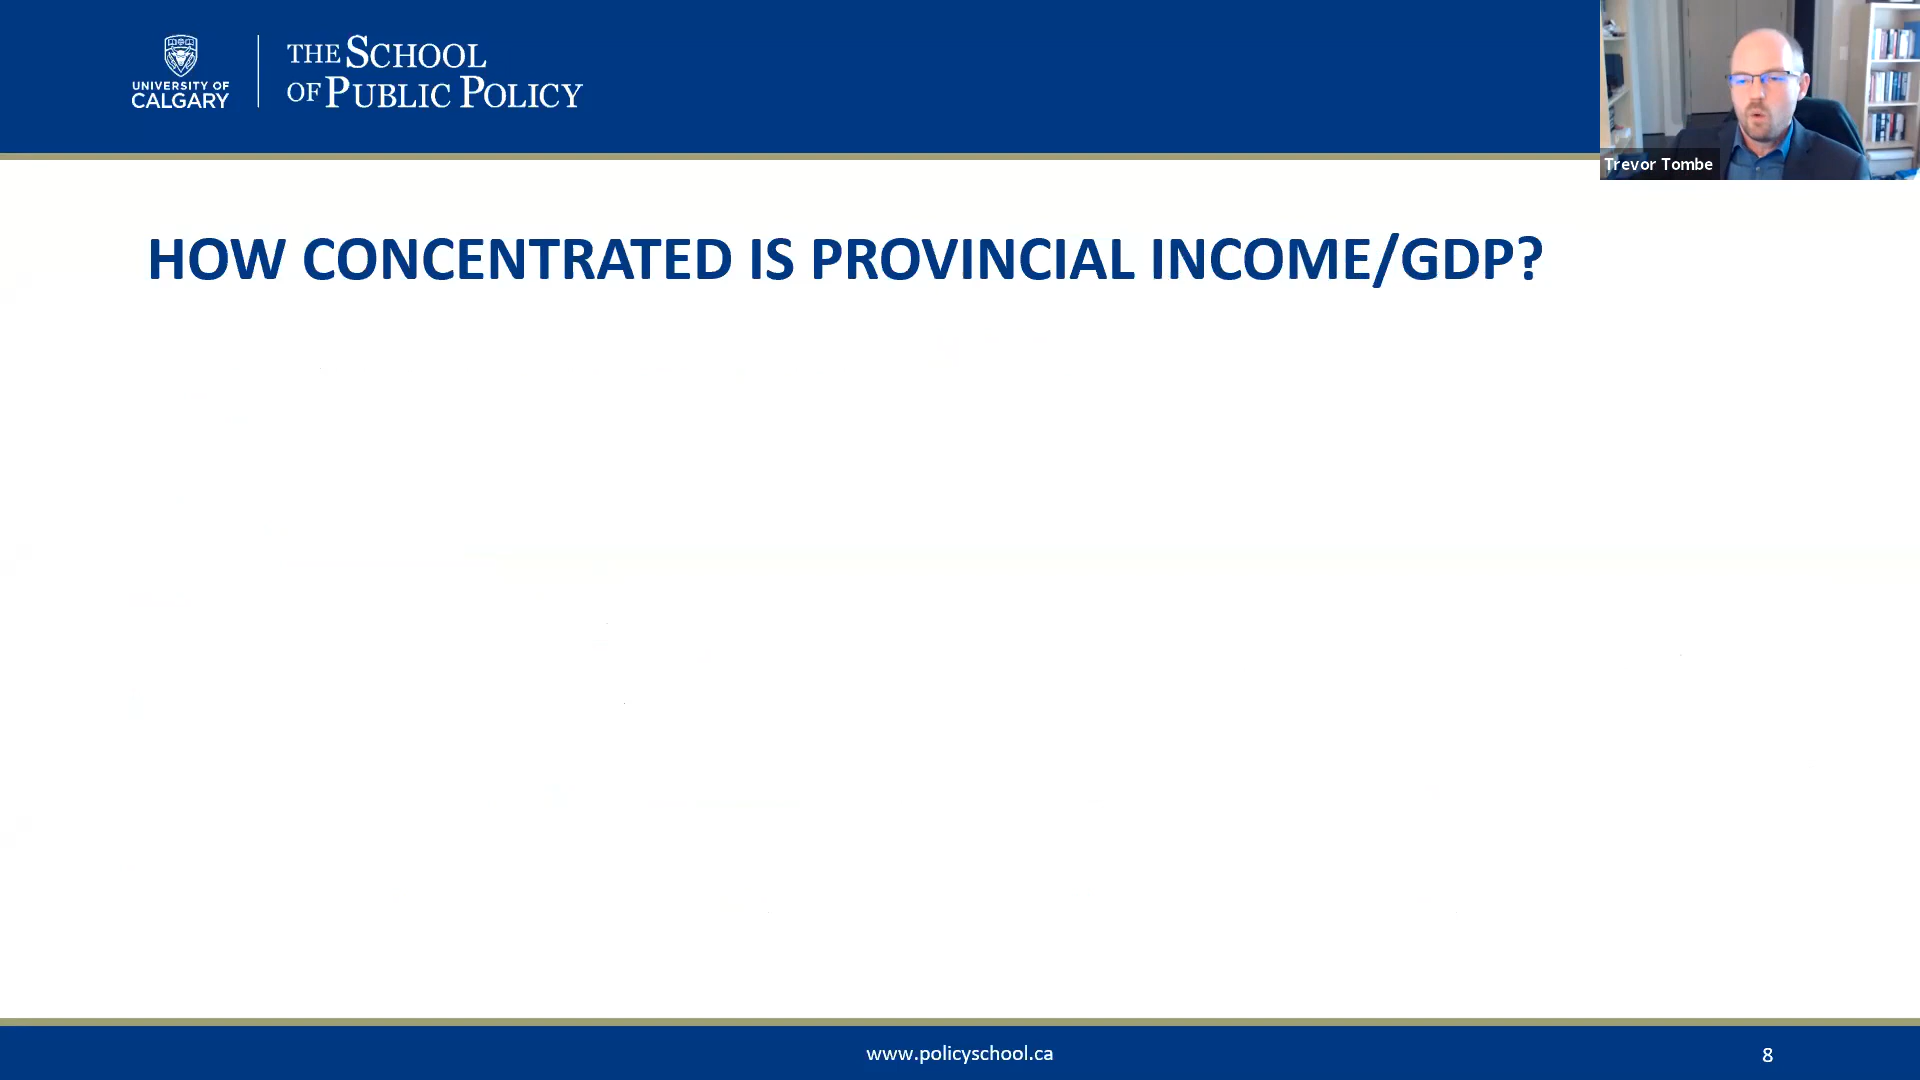 UNIVERSITY OF
CALGARY
THE SCHOOL
OF PUBLIC POLICY
Trevor Tombe
HOW CONCENTRATED IS PROVINCIAL INCOME/GDP?
www.policyschool.ca
8